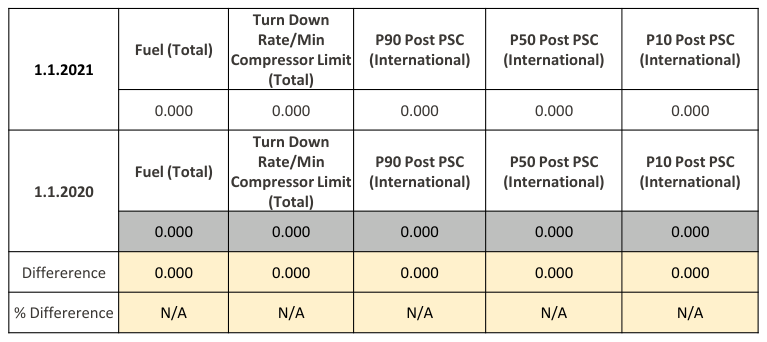 1.1.2021 Fuel (Total) Turn Down Rate/Min Compressor Limit (Total) P90 Post PSC (International) P50 Post PSC (International) P10 Post PSC (International)
0.000 0.000 0.000 0.000 0.000
1.1.2020 Fuel (Total) Turn Down Rate/Min Compressor Limit (Total) P90 Post PSC (International) P50 Post PSC (International) P10 Post PSC (International)
0.000 0.000 0.000 0.000 0.000
Differerence 0.000 0.000 0.000 0.000 0.000
% Differerence N/A N/A N/A N/A N/A